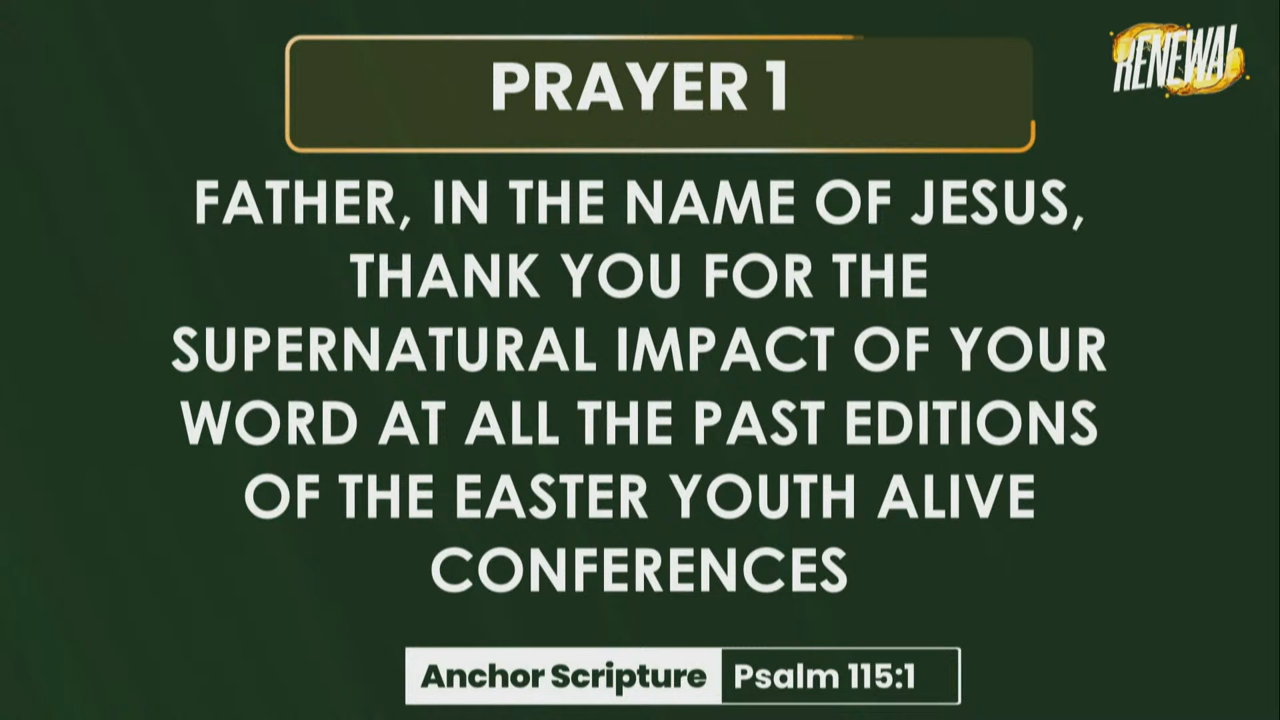 RENEWAL
PRAYER 1
FATHER, IN THE NAME OF JESUS,
THANK YOU FOR THE
SUPERNATURAL IMPACT OF YOUR
WORD AT ALL THE PAST EDITIONS
OF THE EASTER YOUTH ALIVE
CONFERENCES
Anchor Scripture Psalm 115:1